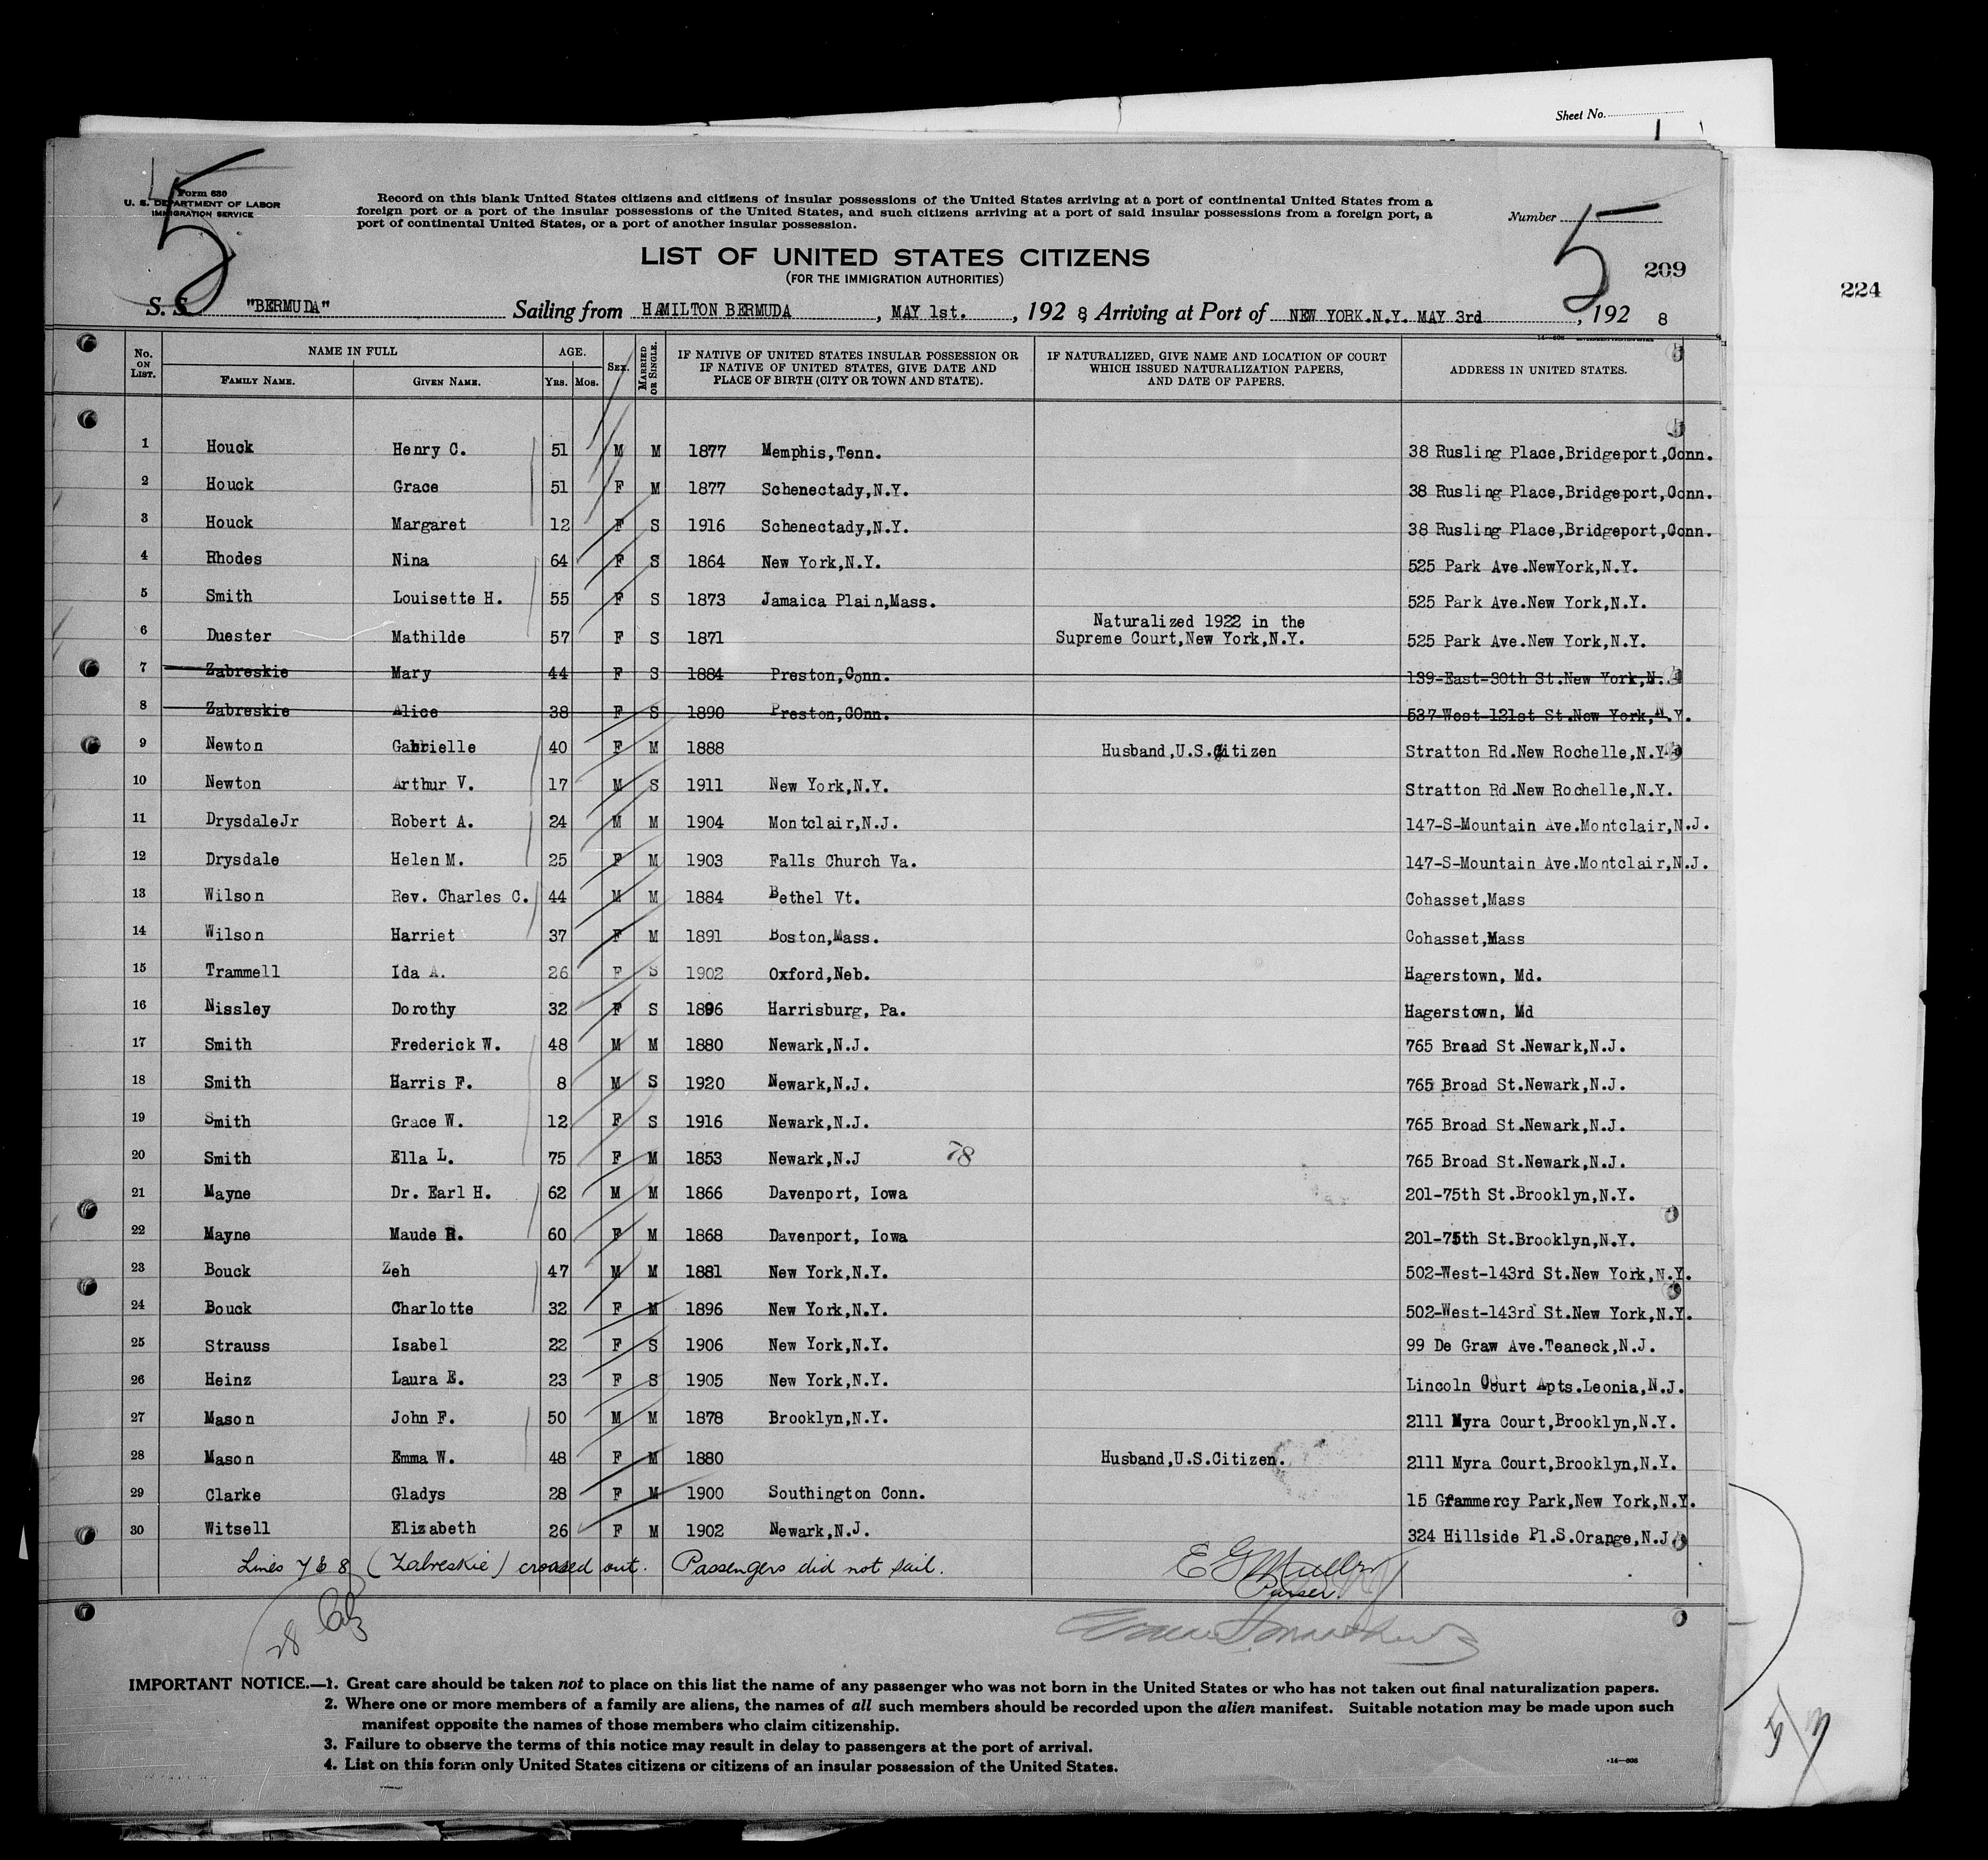 Sheet No.
1
5
Form 630
U. S. DEPARTMENT OF LABOR
IMMIGRATION SERVICE
Record on this blank United States citizens and citizens of insular possessions of the United States arriving at a port of continental United States from a
foreign port or a port of the insular possessions of the United States, and such citizens arriving at a port of said insular possessions from a foreign port, a
port of continental United States, or a port of another insular possession.
Number 5
LIST OF UNITED STATES CITIZENS
(FOR THE IMMIGRATION AUTHORITIES)
209
224
S. S. "BERMUDA" Sailing from HAMILTON BERMUDA, MAY 1st., 1928, Arriving at Port of NEW YORK.N.Y. MAY 3rd, 1928
No. ON LIST. NAME IN FULL FAMILY NAME. GIVEN NAME. AGE. Yrs. Mos. SEX. MARRIED OR SINGLE. IF NATIVE OF UNITED STATES INSULAR POSSESSION OR IF NATIVE OF UNITED STATES, GIVE DATE AND PLACE OF BIRTH (CITY OR TOWN AND STATE). IF NATURALIZED, GIVE NAME AND LOCATION OF COURT WHICH ISSUED NATURALIZATION PAPERS, AND DATE OF PAPERS. ADDRESS IN UNITED STATES.
1 Houck Henry C. 51 M M 1877 Memphis,Tenn. 38 Rusling Place,Bridgeport,Conn.
2 Houck Grace 51 F M 1877 Schenectady,N.Y. 38 Rusling Place,Bridgeport,Conn.
3 Houck Margaret 12 F S 1916 Schenectady,N.Y. 38 Rusling Place,Bridgeport,Conn.
4 Rhodes Nina 64 F S 1864 New York,N.Y. 525 Park Ave.NewYork,N.Y.
5 Smith Louisette H. 55 F S 1873 Jamaica Plain,Mass. 525 Park Ave.New York,N.Y.
6 Duester Mathilde 57 F S 1871 Naturalized 1922 in the Supreme Court,New York,N.Y. 525 Park Ave.New York,N.Y.
7 Zabreskie Mary 44 F S 1884 Preston,Conn. 139-East-30th St.New York,N.
8 Zabreskie Alice 38 F S 1890 Preston,COnn. 537-West-121st St.New York,N.Y.
9 Newton Gabrielle 40 F M 1888 Husband,U.S.Citizen Stratton Rd.New Rochelle,N.Y.
10 Newton Arthur V. 17 M S 1911 New York,N.Y. Stratton Rd.New Rochelle,N.Y.
11 DrysdaleJr Robert A. 24 M M 1904 Montclair,N.J. 147-S-Mountain Ave.Montclair,N.J.
12 Drysdale Helen M. 25 F M 1903 Falls Church Va. 147-S-Mountain Ave.Montclair,N.J.
13 Wilson Rev. Charles C. 44 M M 1884 Bethel Vt. Cohasset,Mass
14 Wilson Harriet 37 F M 1891 Boston,Mass. Cohasset,Mass
15 Trammell Ida A. 26 F S 1902 Oxford,Neb. Hagerstown, Md.
16 Nissley Dorothy 32 F S 1896 Harrisburg, Pa. Hagerstown, Md
17 Smith Frederick W. 48 M M 1880 Newark,N.J. 765 Braad St.Newark,N.J.
18 Smith Harris F. 8 M S 1920 Newark,N.J. 765 Broad St.Newark,N.J.
19 Smith Grace W. 12 F S 1916 Newark,N.J. 765 Broad St.Newark,N.J.
20 Smith Ella L. 75 F M 1853 Newark,N.J 78 765 Broad St.Newark,N.J.
21 Mayne Dr. Earl H. 62 M M 1866 Davenport, Iowa 201-75th St.Brooklyn,N.Y.
22 Mayne Maude R. 60 F M 1868 Davenport, Iowa 201-75th St.Brooklyn,N.Y.
23 Bouck Zeh 47 M M 1881 New York,N.Y. 502-West-143rd St.New York,N.Y.
24 Bouck Charlotte 32 F M 1896 New York,N.Y. 502-West-143rd St.New York,N.Y.
25 Strauss Isabel 22 F S 1906 New York,N.Y. 99 De Graw Ave.Teaneck,N.J.
26 Heinz Laura E. 23 F S 1905 New York,N.Y. Lincoln Court Apts.Leonia,N.J.
27 Mason John F. 50 M M 1878 Brooklyn,N.Y. 2111 Myra Court,Brooklyn,N.Y.
28 Mason Emma W. 48 F M 1880 Husband,U.S.Citizen. 2111 Myra Court,Brooklyn,N.Y.
29 Clarke Gladys 28 F M 1900 Southington Conn. 15 Grammercy Park,New York,N.Y.
30 Witsell Elizabeth 26 F M 1902 Newark,N.J. 324 Hillside Pl.S.Orange,N.J
Lines 7 & 8 (Zabreskie) crossed out. Passengers did not sail.
Purser.
28
IMPORTANT NOTICE.—1. Great care should be taken not to place on this list the name of any passenger who was not born in the United States or who has not taken out final naturalization papers.
2. Where one or more members of a family are aliens, the names of all such members should be recorded upon the alien manifest. Suitable notation may be made upon such
manifest opposite the names of those members who claim citizenship.
3. Failure to observe the terms of this notice may result in delay to passengers at the port of arrival.
4. List on this form only United States citizens or citizens of an insular possession of the United States.